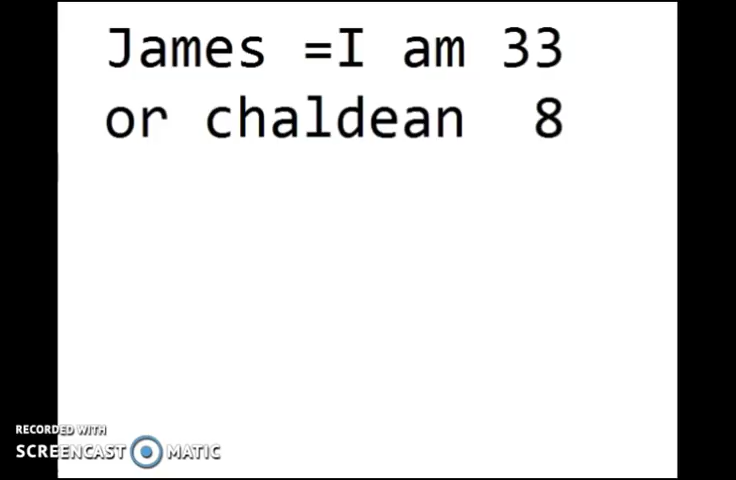 James =I am 33
or chaldean 8
RECORDED WITH
SCREENCAST MATIC